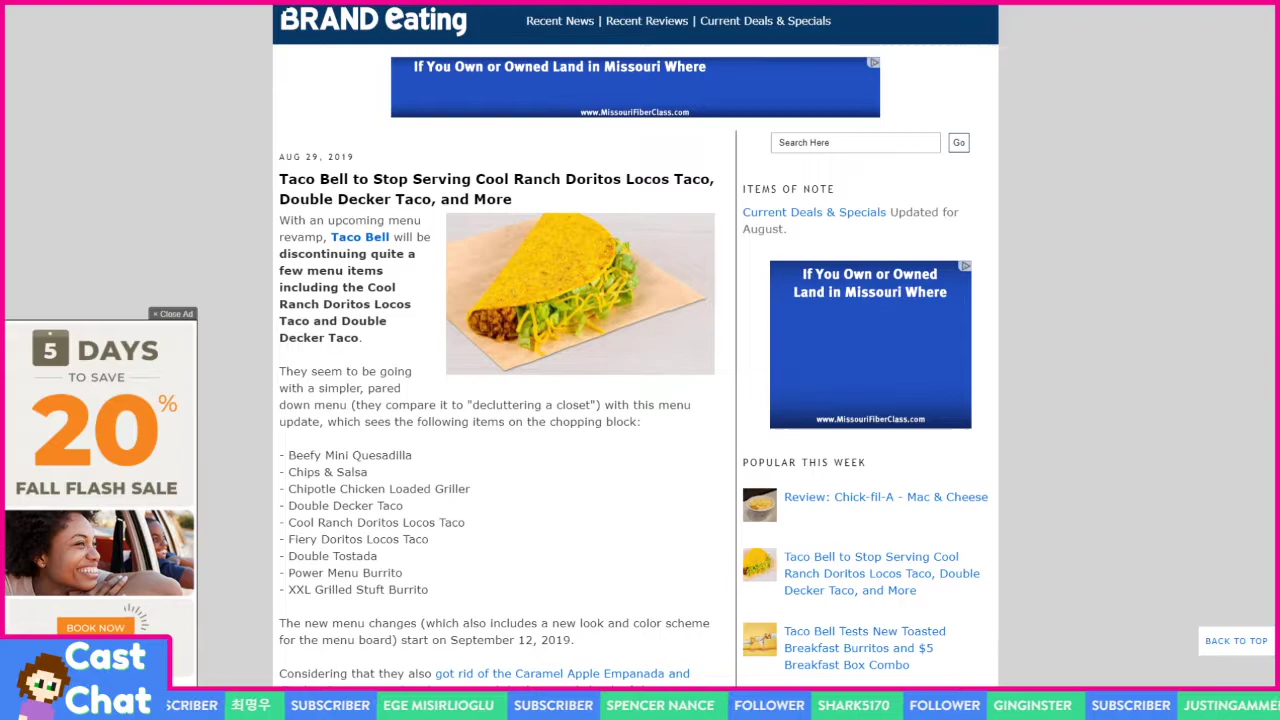 BRAND eating
Recent News | Recent Reviews | Current Deals & Specials
If You Own or Owned Land in Missouri Where
www.MissouriFiberClass.com
Search Here
Go
AUG 29, 2019
Taco Bell to Stop Serving Cool Ranch Doritos Locos Taco,
Double Decker Taco, and More
With an upcoming menu
revamp, Taco Bell will be
discontinuing quite a
few menu items
including the Cool
Ranch Doritos Locos
Taco and Double
Decker Taco.
They seem to be going
with a simpler, pared
down menu (they compare it to "decluttering a closet") with this menu
update, which sees the following items on the chopping block:
- Beefy Mini Quesadilla
- Chips & Salsa
- Chipotle Chicken Loaded Griller
- Double Decker Taco
- Cool Ranch Doritos Locos Taco
- Fiery Doritos Locos Taco
- Double Tostada
- Power Menu Burrito
- XXL Grilled Stuft Burrito
The new menu changes (which also includes a new look and color scheme
for the menu board) start on September 12, 2019.
Considering that they also got rid of the Caramel Apple Empanada and
ITEMS OF NOTE
Current Deals & Specials Updated for
August.
If You Own or Owned
Land in Missouri Where
www.MissouriFiberClass.com
POPULAR THIS WEEK
Review: Chick-fil-A - Mac & Cheese
Taco Bell to Stop Serving Cool
Ranch Doritos Locos Taco, Double
Decker Taco, and More
Taco Bell Tests New Toasted
Breakfast Burritos and $5
Breakfast Box Combo
BACK TO TOP
× Close Ad
5 DAYS
TO SAVE
20%
FALL FLASH SALE
BOOK NOW
Cast
Chat
SCRIBER 최명우 SUBSCRIBER EGE MISIRLIOGLU SUBSCRIBER SPENCER NANCE FOLLOWER SHARK5170 FOLLOWER GINGINSTER SUBSCRIBER JUSTINGAMME